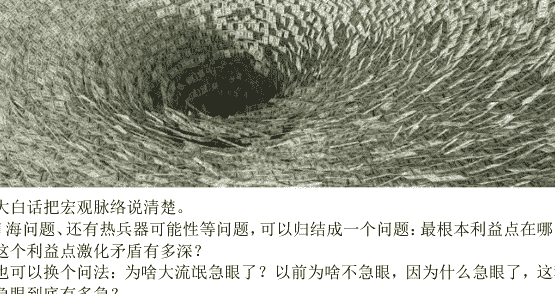 大白话把宏观脉络说清楚。
海问题、还有热兵器可能性等问题，可以归结成一个问题：最根本利益点在哪
这个利益点激化矛盾有多深？
也可以换个问法：为啥大流氓急眼了？以前为啥不急眼，因为什么急眼了，这
急眼到底有多急？